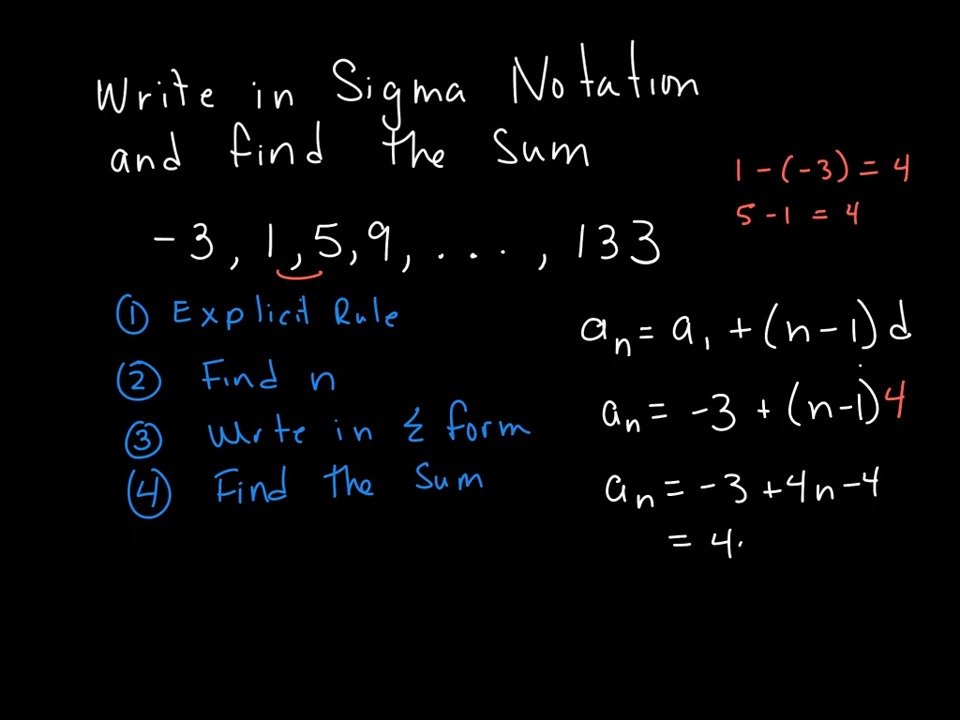 Write in Sigma Notation
and find the Sum
1 - (-3) = 4
5 - 1 = 4
-3, 1, 5, 9, ..., 133
① Explicit Rule
② Find n
③ Write in Σ form
④ Find the Sum
aₙ = a₁ + (n - 1) d
aₙ = -3 + (n - 1) 4
aₙ = -3 + 4n - 4
= 4